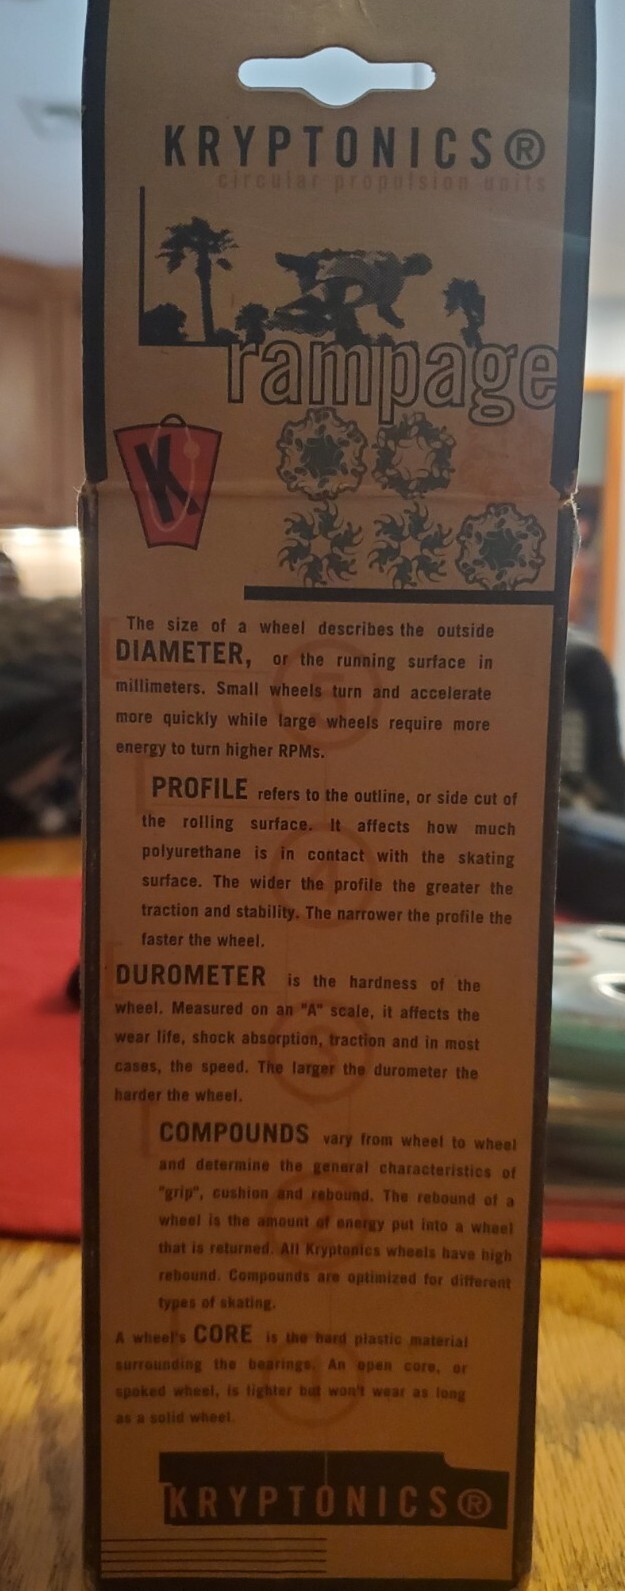 KRYPTONICS®
circular propulsion units
rampage
K
The size of a wheel describes the outside
DIAMETER, or the running surface in
millimeters. Small wheels turn and accelerate
more quickly while large wheels require more
energy to turn higher RPMs.
PROFILE refers to the outline, or side cut of
the rolling surface. It affects how much
polyurethane is in contact with the skating
surface. The wider the profile the greater the
traction and stability. The narrower the profile the
faster the wheel.
DUROMETER is the hardness of the
wheel. Measured on an "A" scale, it affects the
wear life, shock absorption, traction and in most
cases, the speed. The larger the durometer the
harder the wheel.
COMPOUNDS vary from wheel to wheel
and determine the general characteristics of
"grip", cushion and rebound. The rebound of a
wheel is the amount of energy put into a wheel
that is returned. All Kryptonics wheels have high
rebound. Compounds are optimized for different
types of skating.
A wheel's CORE is the hard plastic material
surrounding the bearings. An open core, or
spoked wheel, is lighter but won't wear as long
as a solid wheel.
KRYPTONICS®